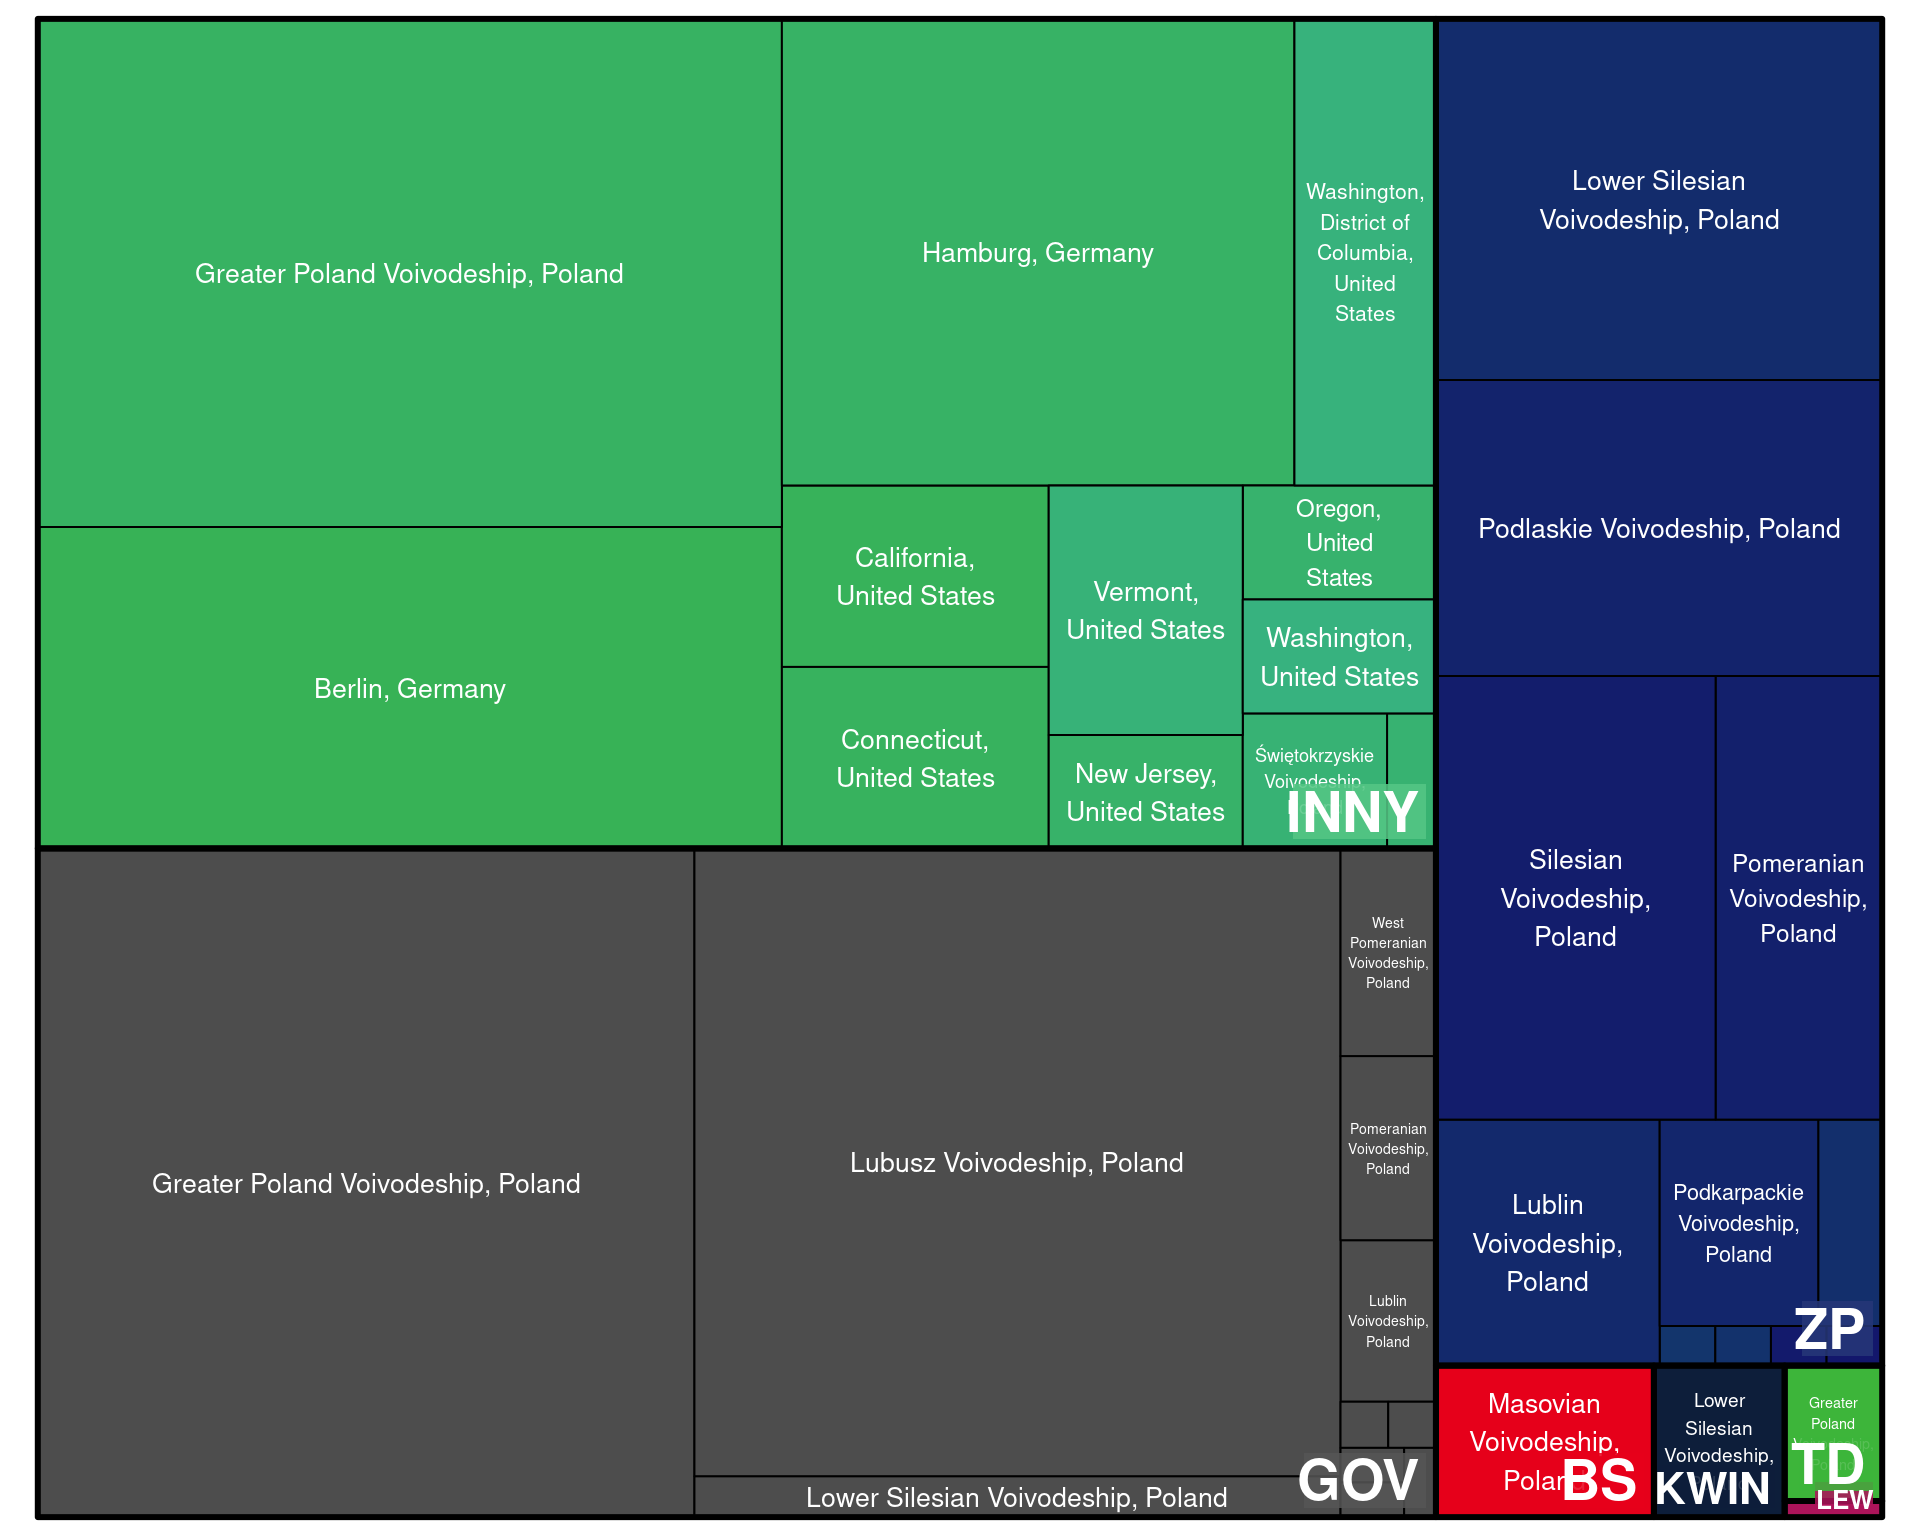 Greater Poland Voivodeship, Poland
Hamburg, Germany
Washington,
District of
Columbia,
United
States
Berlin, Germany
California,
United States
Connecticut,
United States
Vermont,
United States
New Jersey,
United States
Oregon,
United
States
Washington,
United States
Świętokrzyskie
Voivodeship,
INNY
Greater Poland Voivodeship, Poland
Lubusz Voivodeship, Poland
Lower Silesian Voivodeship, Poland
West
Pomeranian
Voivodeship,
Poland
Pomeranian
Voivodeship,
Poland
Lublin
Voivodeship,
Poland
GOV
Lower Silesian
Voivodeship, Poland
Podlaskie Voivodeship, Poland
Silesian
Voivodeship,
Poland
Pomeranian
Voivodeship,
Poland
Lublin
Voivodeship,
Poland
Podkarpackie
Voivodeship,
Poland
ZP
Masovian
Voivodeship,
Poland
BS
Lower
Silesian
Voivodeship,
KWIN
Greater
Poland
TD
LEW